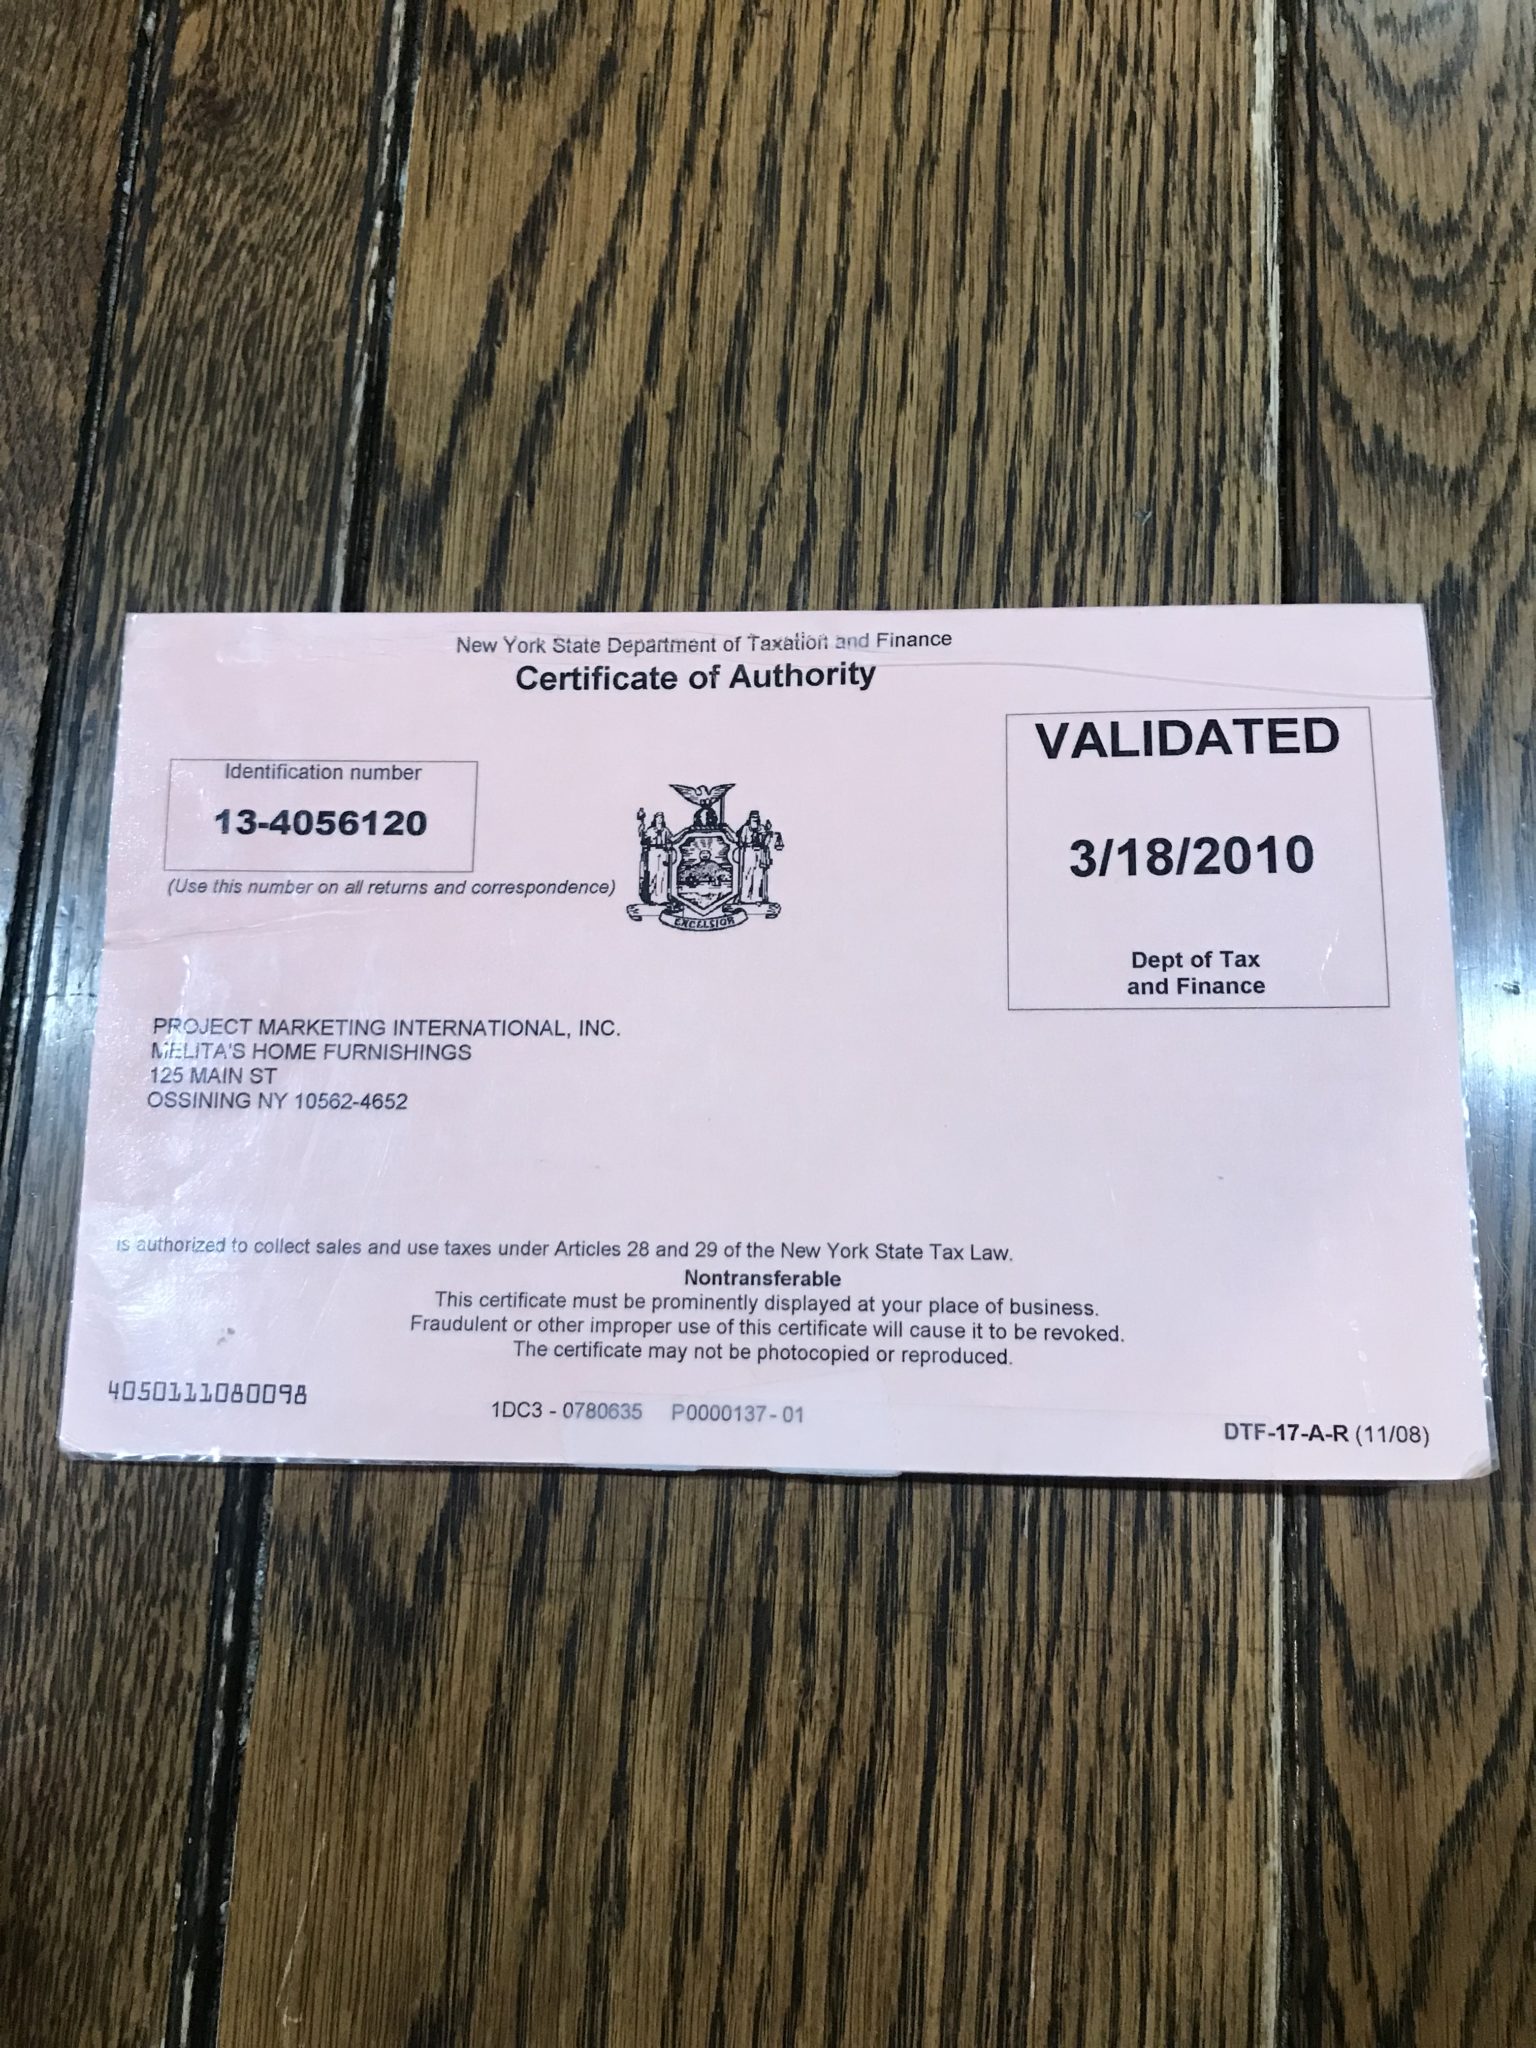 New York State Department of Taxation and Finance
Certificate of Authority
Identification number
13-4056120
(Use this number on all returns and correspondence)
EXCELSIOR
VALIDATED
3/18/2010
Dept of Tax
and Finance
PROJECT MARKETING INTERNATIONAL, INC.
MELITA'S HOME FURNISHINGS
125 MAIN ST
OSSINING NY 10562-4652
is authorized to collect sales and use taxes under Articles 28 and 29 of the New York State Tax Law.
Nontransferable
This certificate must be prominently displayed at your place of business.
Fraudulent or other improper use of this certificate will cause it to be revoked.
The certificate may not be photocopied or reproduced.
4050111080098
1DC3 - 0780635 P0000137 - 01
DTF-17-A-R (11/08)